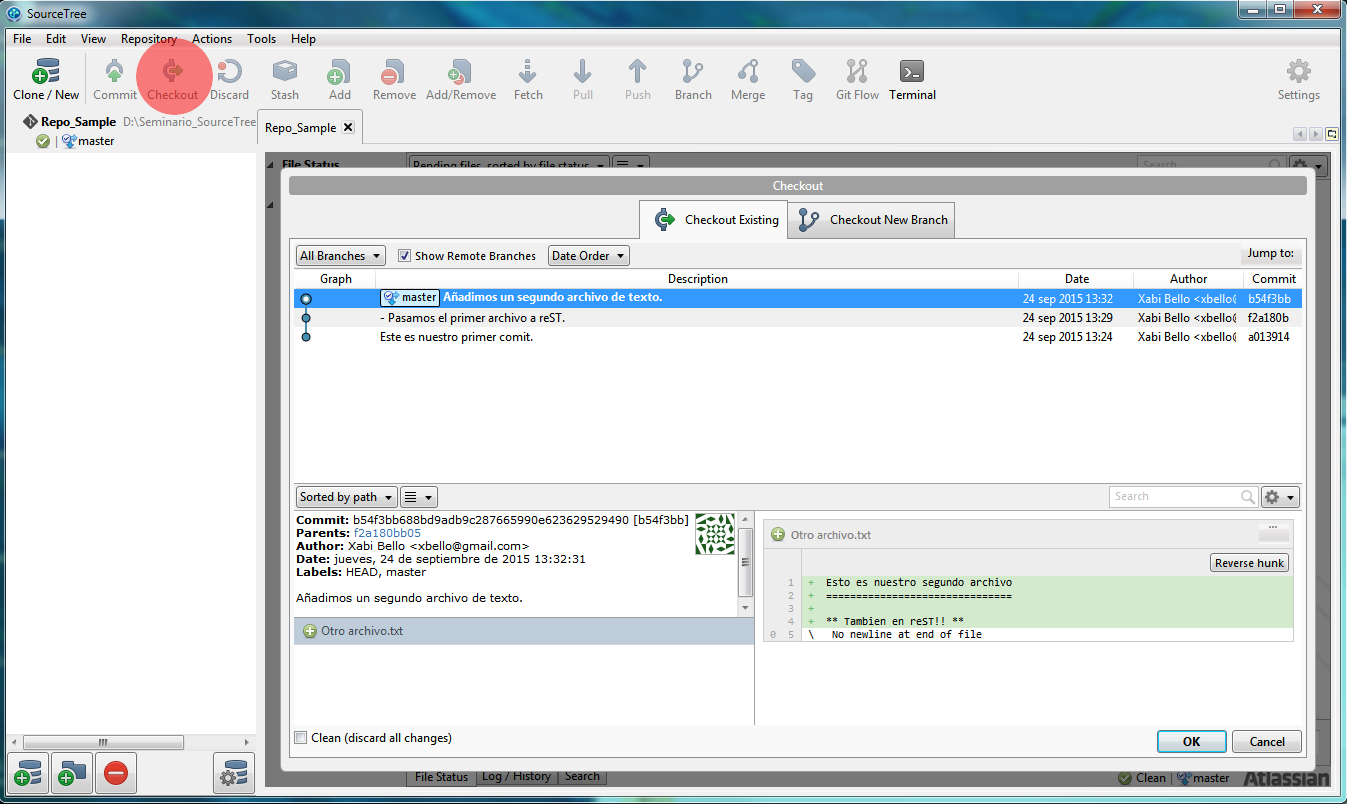 SourceTree
File Edit View Repository Actions Tools Help
Clone / New Commit Checkout Discard Stash Add Remove Add/Remove Fetch Pull Push Branch Merge Tag Git Flow Terminal Settings
Repo_Sample D:\Seminario_SourceTree
master
Repo_Sample
File Status Pending files, sorted by file status Search
Checkout
Checkout Existing Checkout New Branch
All Branches Show Remote Branches Date Order Jump to:
Graph Description Date Author Commit
master Añadimos un segundo archivo de texto. 24 sep 2015 13:32 Xabi Bello <xbello@ b54f3bb
- Pasamos el primer archivo a reST. 24 sep 2015 13:29 Xabi Bello <xbello@ f2a180b
Este es nuestro primer comit. 24 sep 2015 13:24 Xabi Bello <xbello@ a013914
Sorted by path Search
Commit: b54f3bb688bd9adb9c287665990e623629529490 [b54f3bb]
Parents: f2a180bb05
Author: Xabi Bello <xbello@gmail.com>
Date: jueves, 24 de septiembre de 2015 13:32:31
Labels: HEAD, master
Añadimos un segundo archivo de texto.
Otro archivo.txt
Otro archivo.txt
Reverse hunk
1 + Esto es nuestro segundo archivo
2 + ===============================
3 +
4 + ** Tambien en reST!! **
0 5 \ No newline at end of file
Clean (discard all changes)
OK Cancel
File Status Log / History Search Clean master Atlassian